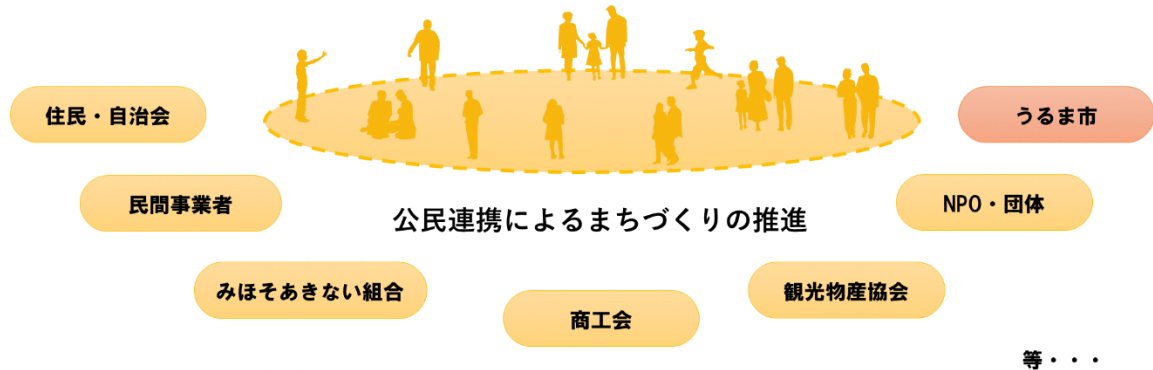 住民・自治会
うるま市
民間事業者
NPO・団体
公民連携によるまちづくりの推進
みほそあきない組合
観光物産協会
商工会
等・・・